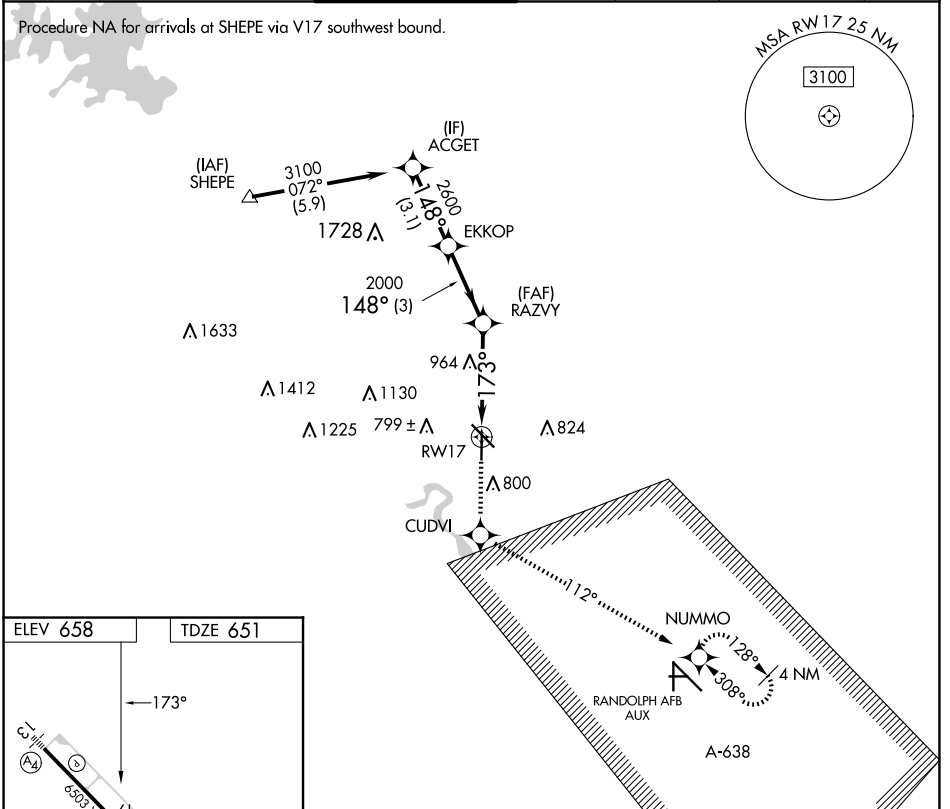 Procedure NA for arrivals at SHEPE via V17 southwest bound.
MSA RW17 25 NM
3100
(IF)
ACGET
(IAF)
SHEPE
3100
072°
(5.9)
2600
148°
(3.1)
1728
EKKOP
2000
148° (3)
(FAF)
RAZVY
1633
964
173°
1412
1130
1225
799 ±
824
RW17
800
CUDVI
112°
NUMMO
128°
4 NM
308°
RANDOLPH AFB
AUX
A-638
ELEV 658
TDZE 651
173°
13
A4
P
6503